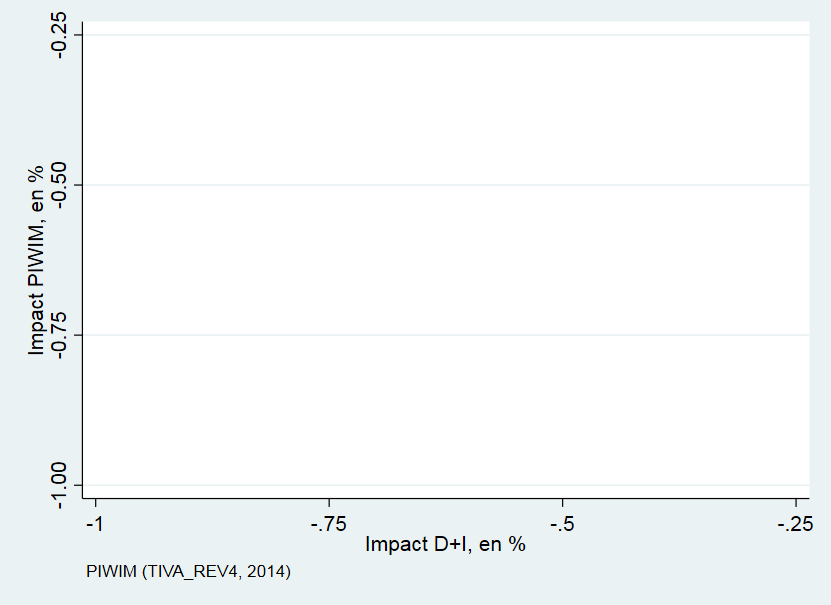 Impact PIWIM, en %
-0.25
-0.50
-0.75
-1.00
-1
-.75
-.5
-.25
Impact D+I, en %
PIWIM (TIVA_REV4, 2014)